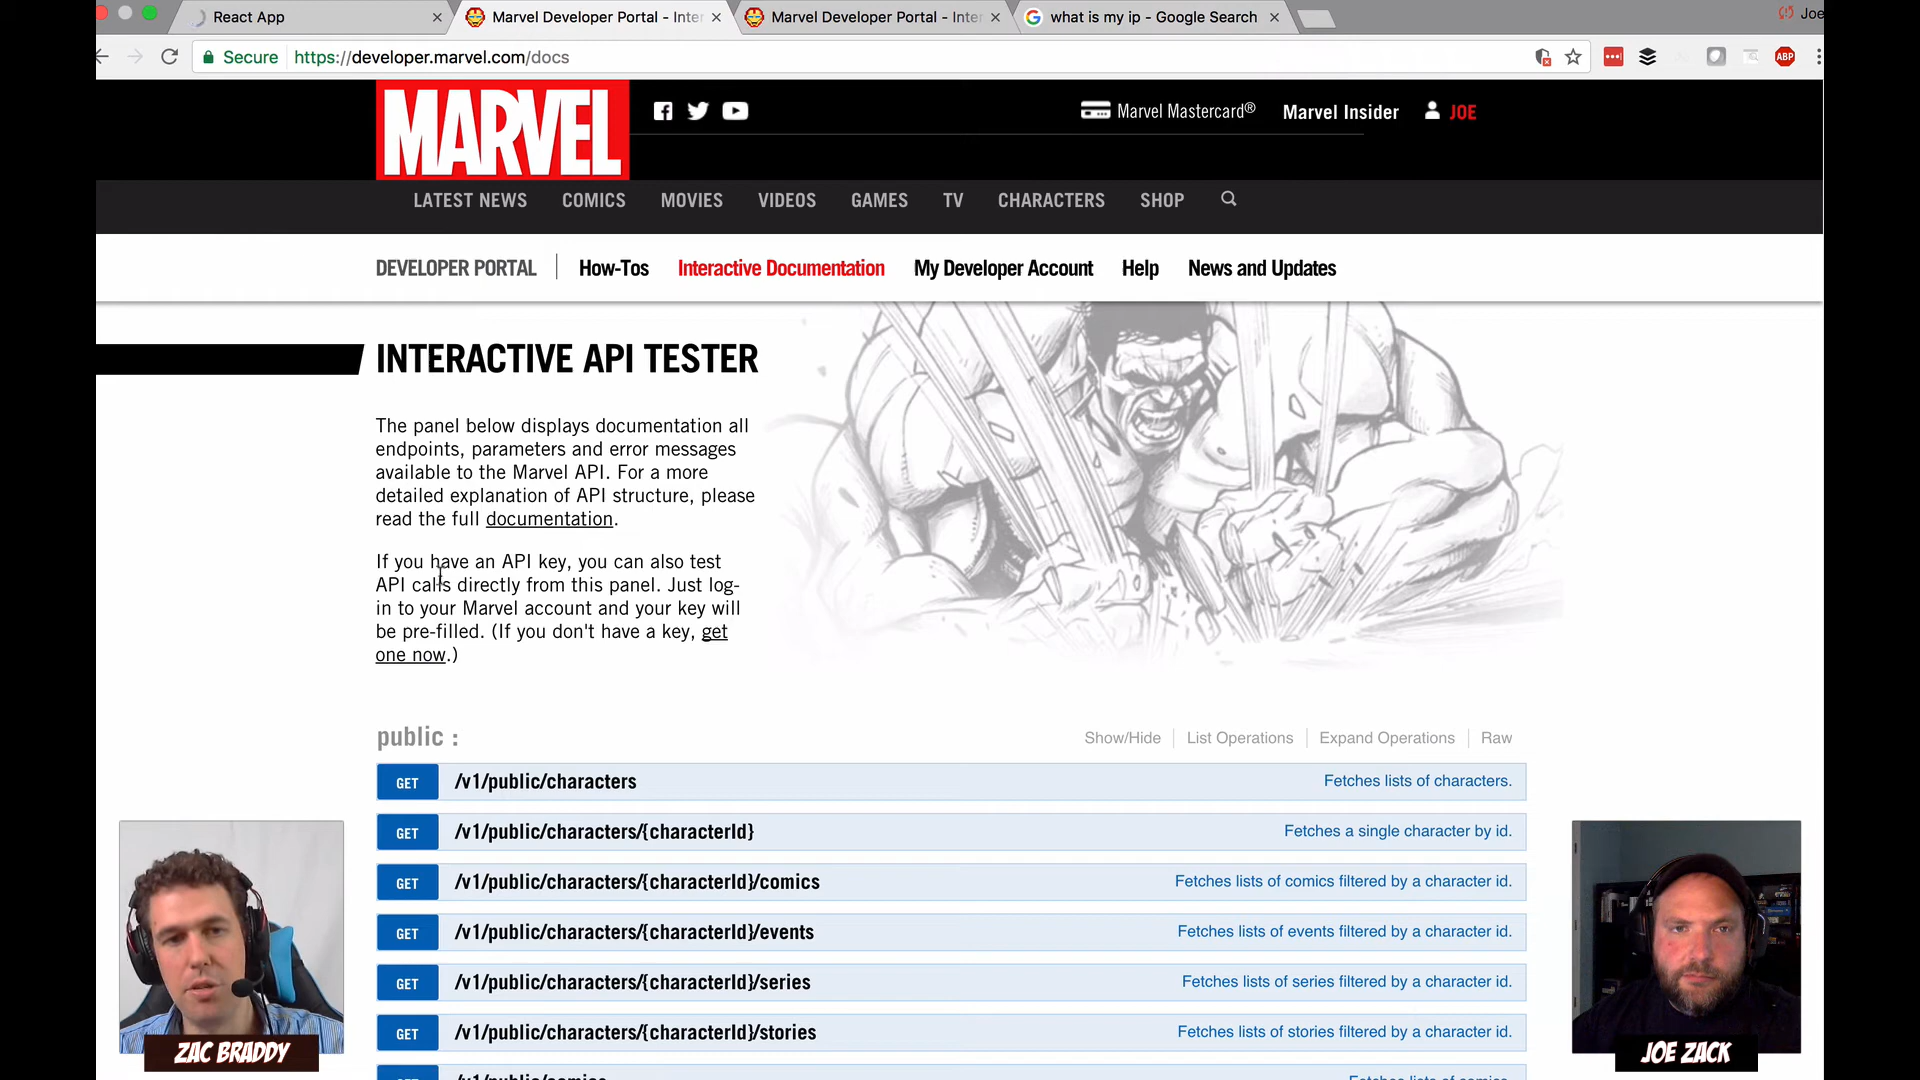 React App
Marvel Developer Portal - Inter
Marvel Developer Portal - Inter
what is my ip - Google Search
Joe
Secure
https://developer.marvel.com/docs
ABP
MARVEL
Marvel Mastercard®
Marvel Insider
JOE
LATEST NEWS
COMICS
MOVIES
VIDEOS
GAMES
TV
CHARACTERS
SHOP
DEVELOPER PORTAL
How-Tos
Interactive Documentation
My Developer Account
Help
News and Updates
INTERACTIVE API TESTER
The panel below displays documentation all
endpoints, parameters and error messages
available to the Marvel API. For a more
detailed explanation of API structure, please
read the full documentation.
If you have an API key, you can also test
API calls directly from this panel. Just log-
in to your Marvel account and your key will
be pre-filled. (If you don't have a key, get
one now.)
public :
Show/Hide
List Operations
Expand Operations
Raw
GET /v1/public/characters Fetches lists of characters.
GET /v1/public/characters/{characterId} Fetches a single character by id.
GET /v1/public/characters/{characterId}/comics Fetches lists of comics filtered by a character id.
GET /v1/public/characters/{characterId}/events Fetches lists of events filtered by a character id.
GET /v1/public/characters/{characterId}/series Fetches lists of series filtered by a character id.
GET /v1/public/characters/{characterId}/stories Fetches lists of stories filtered by a character id.
ZAC BRADDY
JOE ZACK